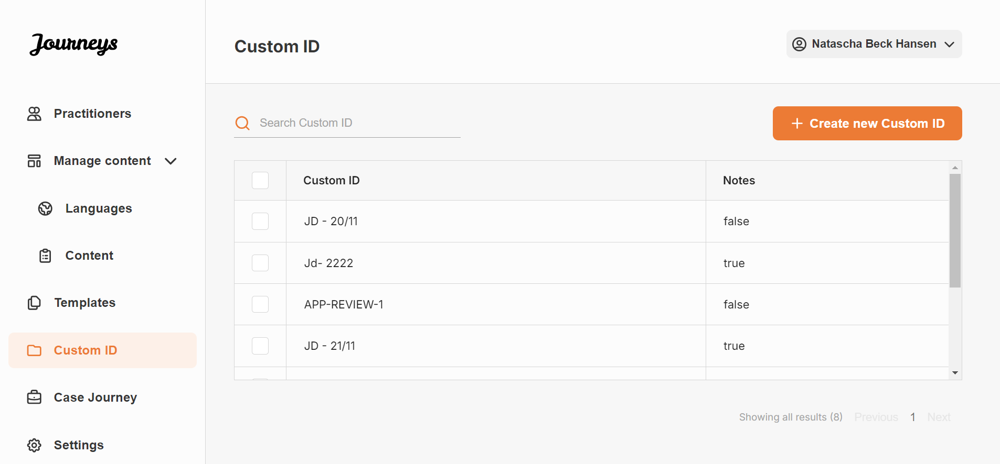 Journeys
Custom ID
Natascha Beck Hansen
Practitioners
Manage content
Languages
Content
Templates
Custom ID
Case Journey
Settings
Search Custom ID
+ Create new Custom ID
Custom ID Notes
JD - 20/11 false
Jd- 2222 true
APP-REVIEW-1 false
JD - 21/11 true
Showing all results (8) Previous 1 Next